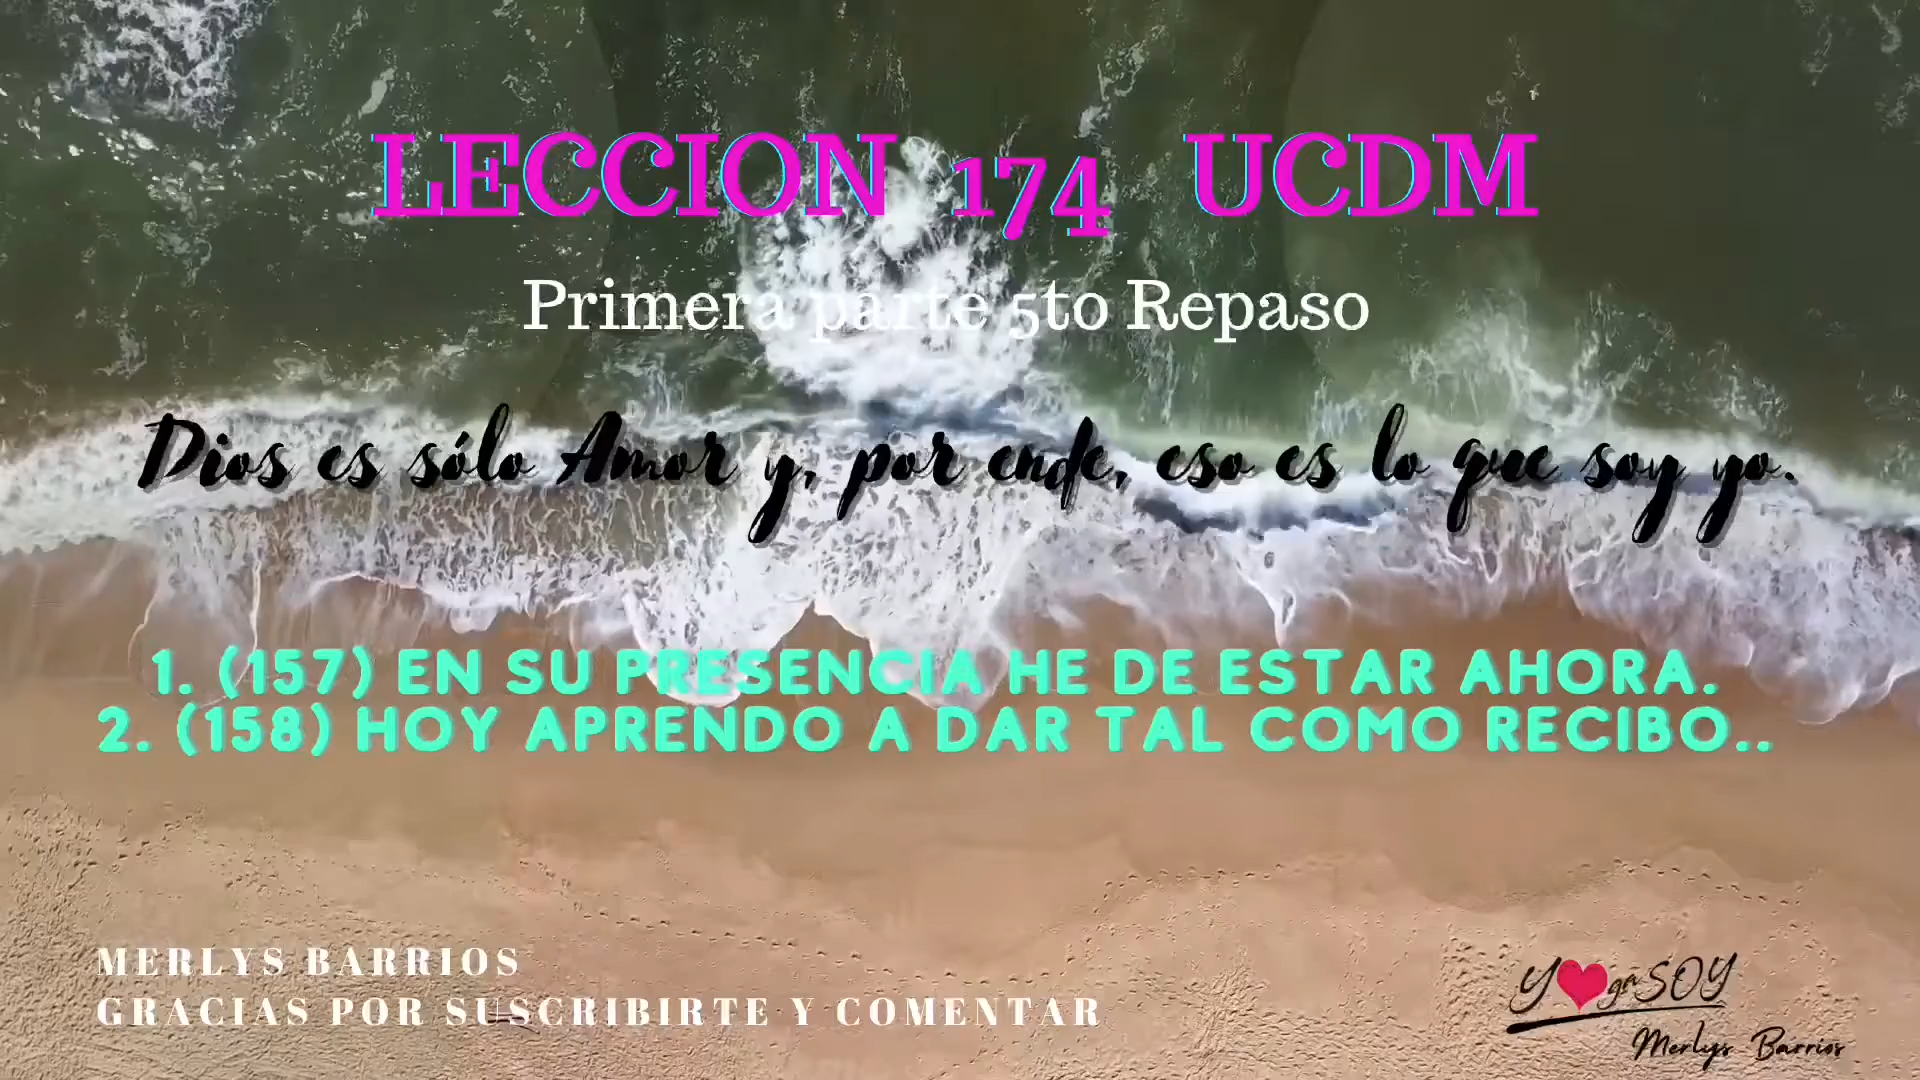 LECCION 174 UCDM
Primera parte 5to Repaso
Dios es sólo Amor y, por ende, eso es lo que soy yo.
1. (157) EN SU PRESENCIA HE DE ESTAR AHORA.
2. (158) HOY APRENDO A DAR TAL COMO RECIBO..
MERLYS BARRIOS
GRACIAS POR SUSCRIBIRTE Y COMENTAR
YogaSOY
Merlys Barrios